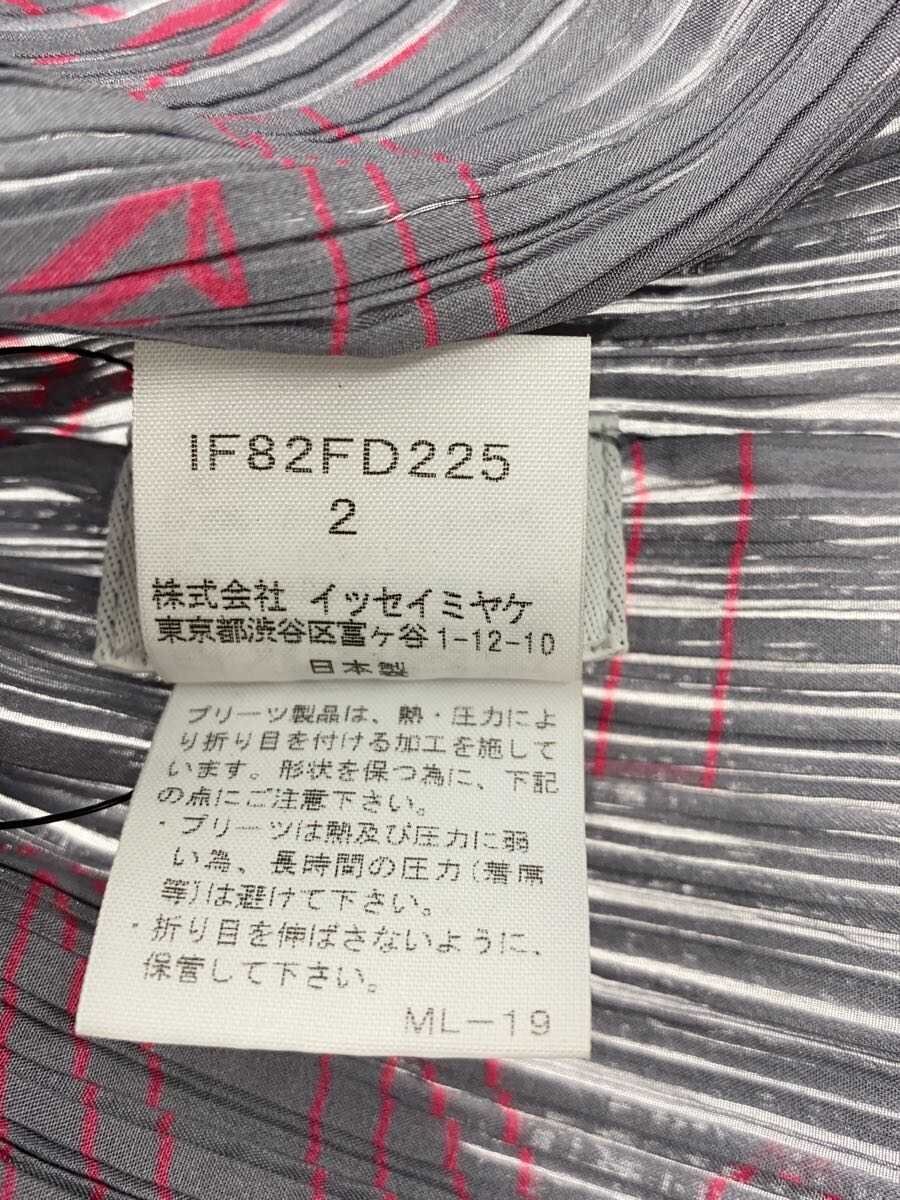 IF82FD225
2
株式会社 イッセイミヤケ
東京都渋谷区富ヶ谷1-12-10
日本製
プリーツ製品は、熱・圧力によ
り折り目を付ける加工を施して
います。形状を保つ為に、下記
の点にご注意下さい。
・プリーツは熱及び圧力に弱
い為、長時間の圧力(着席
等)は避けて下さい。
・折り目を伸ばさないように、
保管して下さい。
ML-19